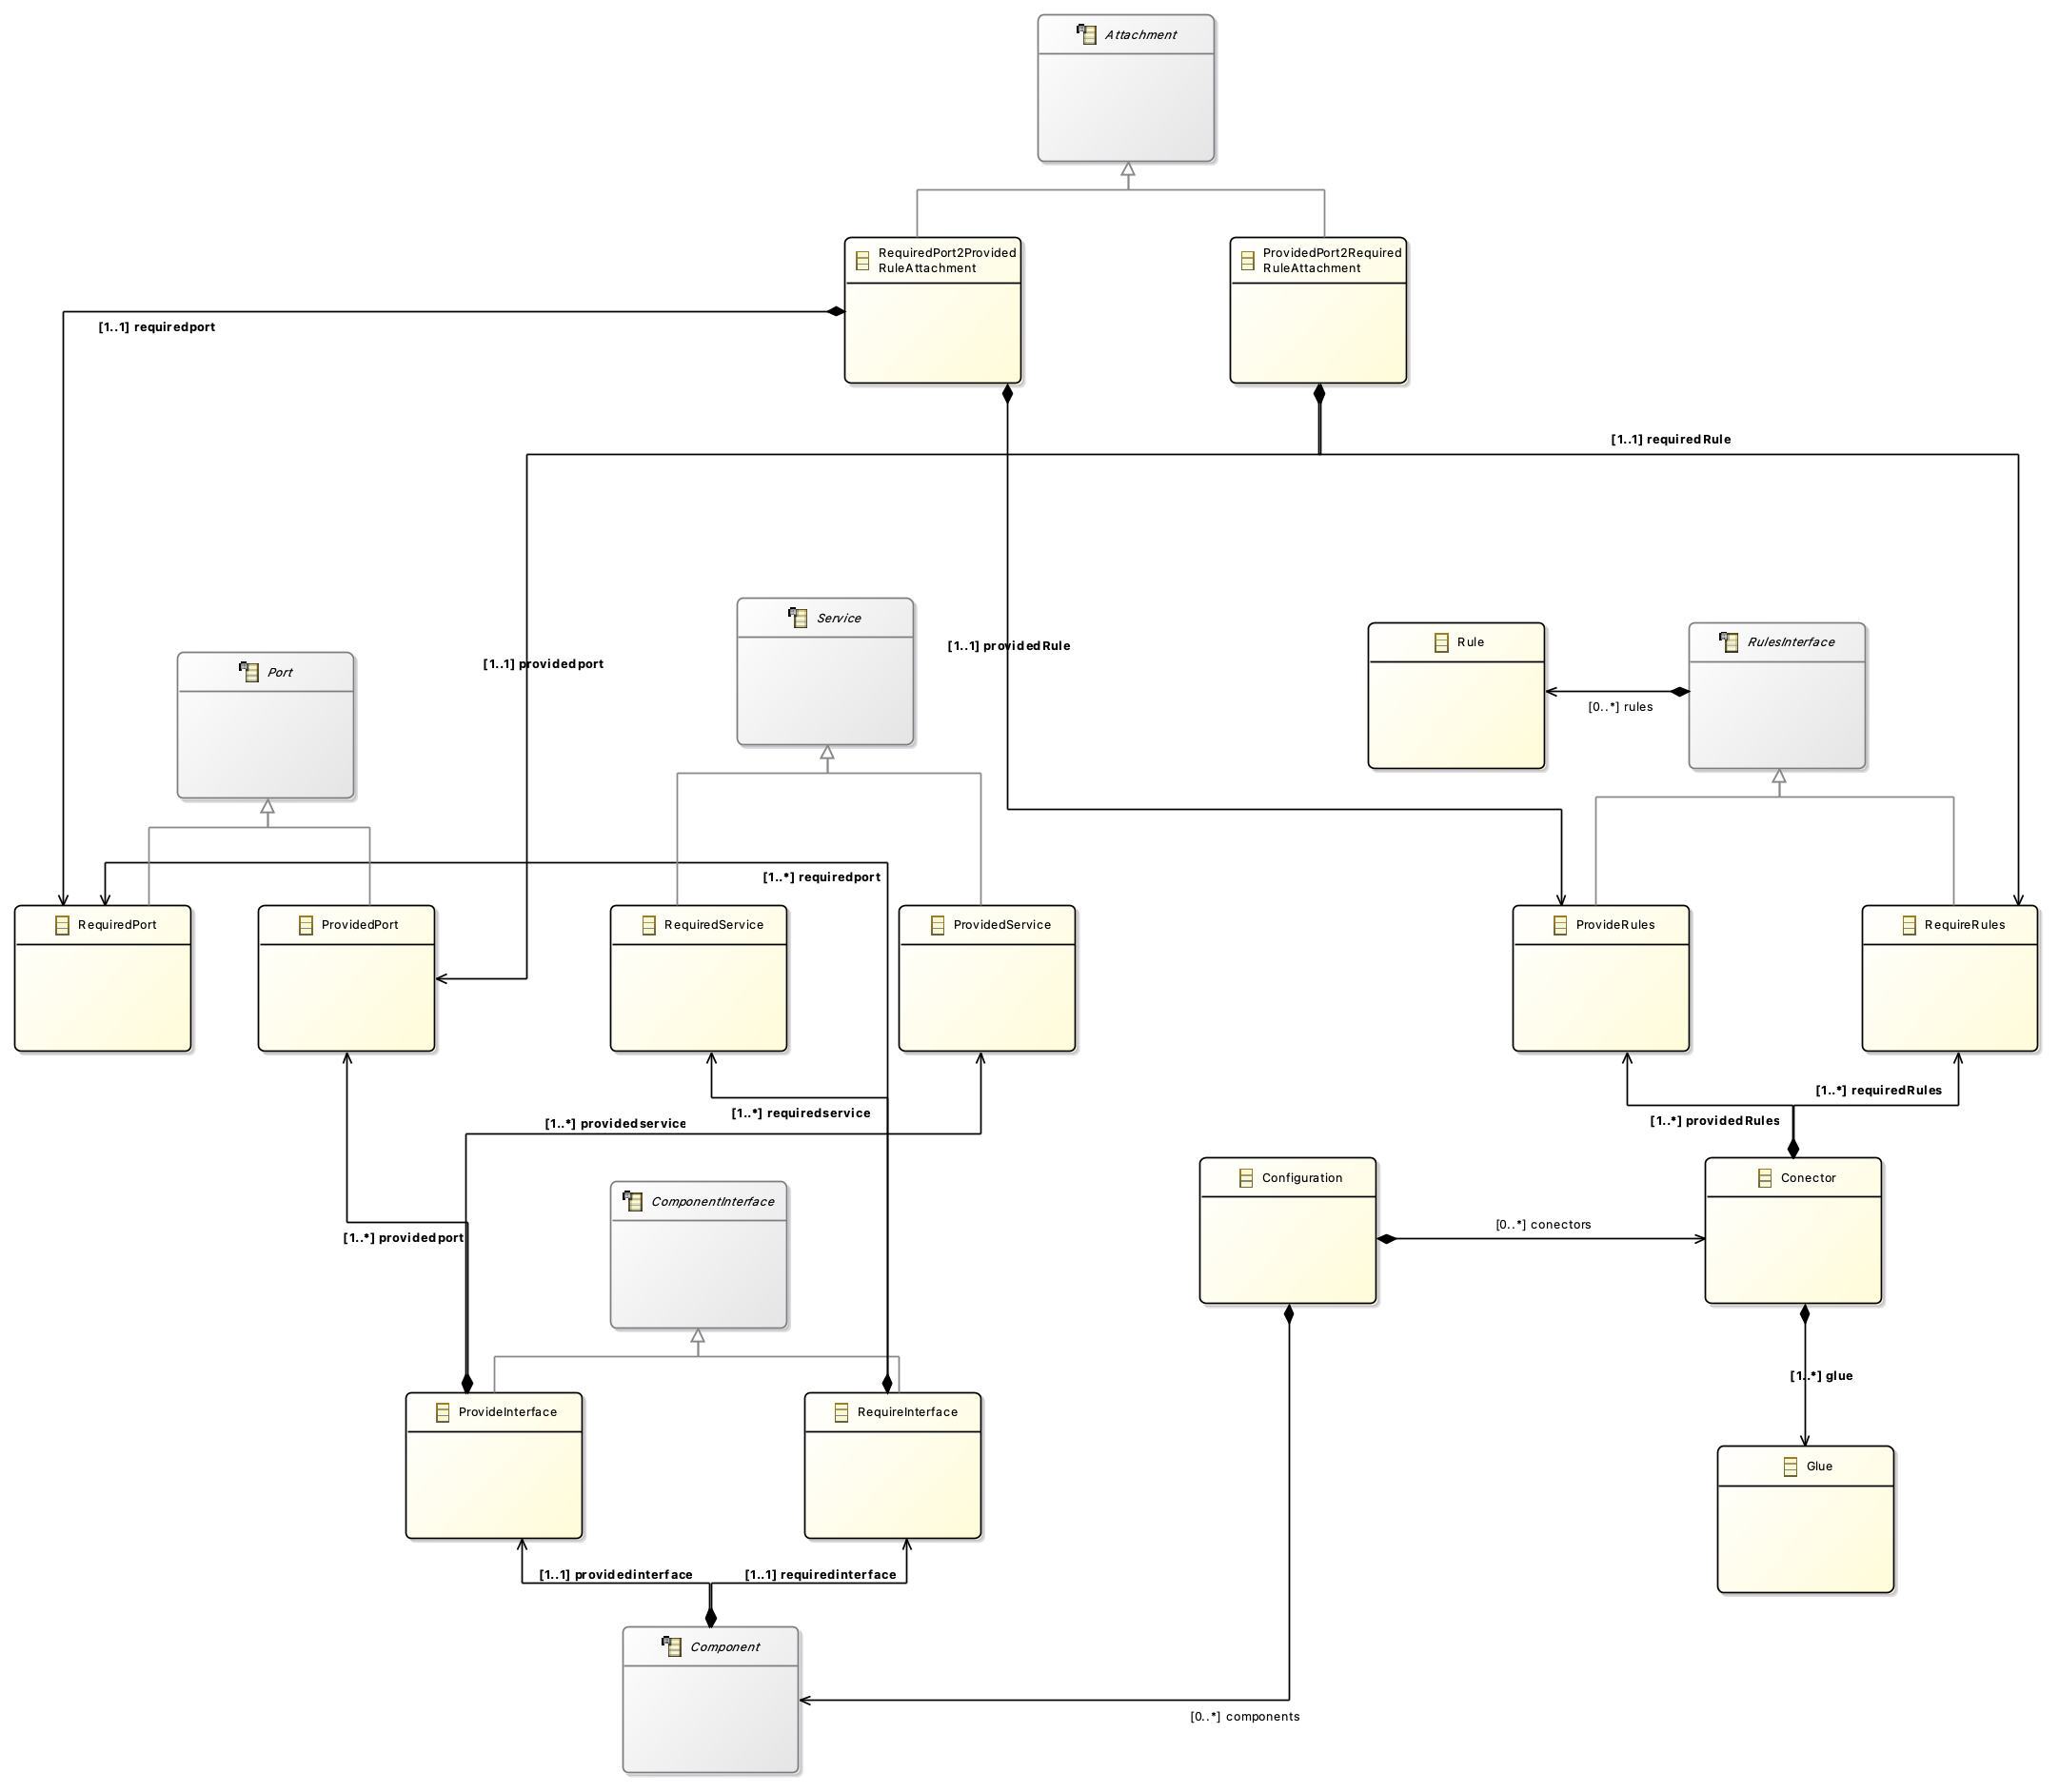 Attachment
RequiredPort2Provided
RuleAttachment
ProvidedPort2Required
RuleAttachment
[1..1] requiredport
[1..1] requiredRule
Service
Rule
RulesInterface
[1..1] providedRule
[1..1] providedport
Port
[0..*] rules
[1..*] requiredport
RequiredPort
ProvidedPort
RequiredService
ProvidedService
ProvideRules
RequireRules
[1..*] requiredRules
[1..*] requiredservice
[1..*] providedservice
[1..*] providedRules
Configuration
Conector
ComponentInterface
[0..*] conectors
[1..*] providedport
[1..*] glue
ProvideInterface
RequireInterface
Glue
[1..1] providedinterface
[1..1] requiredinterface
Component
[0..*] components